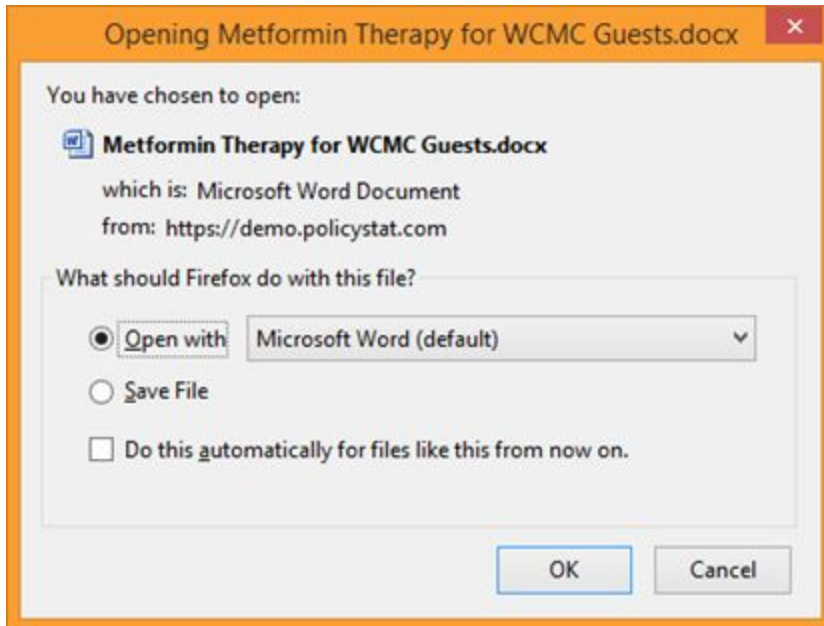 Opening Metformin Therapy for WCMC Guests.docx
You have chosen to open:
Metformin Therapy for WCMC Guests.docx
which is: Microsoft Word Document
from: https://demo.policystat.com
What should Firefox do with this file?
Open with Microsoft Word (default)
Save File
Do this automatically for files like this from now on.
OK Cancel